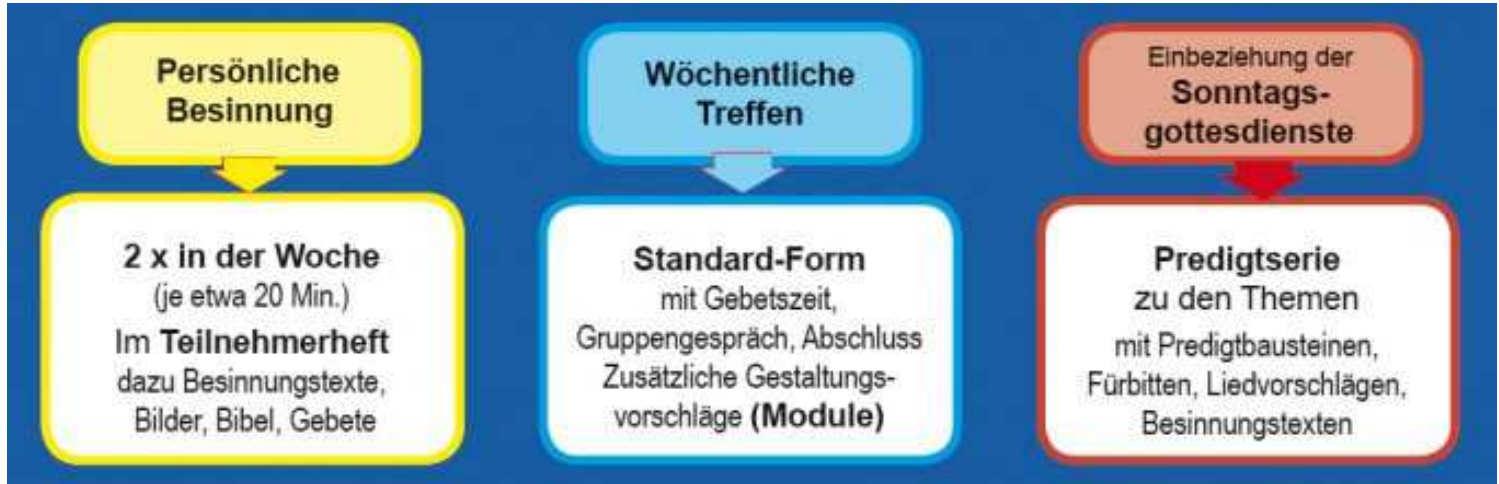 Persönliche
Besinnung
2 x in der Woche
(je etwa 20 Min.)
Im Teilnehmerheft
dazu Besinnungstexte,
Bilder, Bibel, Gebete
Wöchentliche
Treffen
Standard-Form
mit Gebetszeit,
Gruppengespräch, Abschluss
Zusätzliche Gestaltungs-
vorschläge (Module)
Einbeziehung der
Sonntags-
gottesdienste
Predigtserie
zu den Themen
mit Predigtbausteinen,
Fürbitten, Liedvorschlägen,
Besinnungstexten